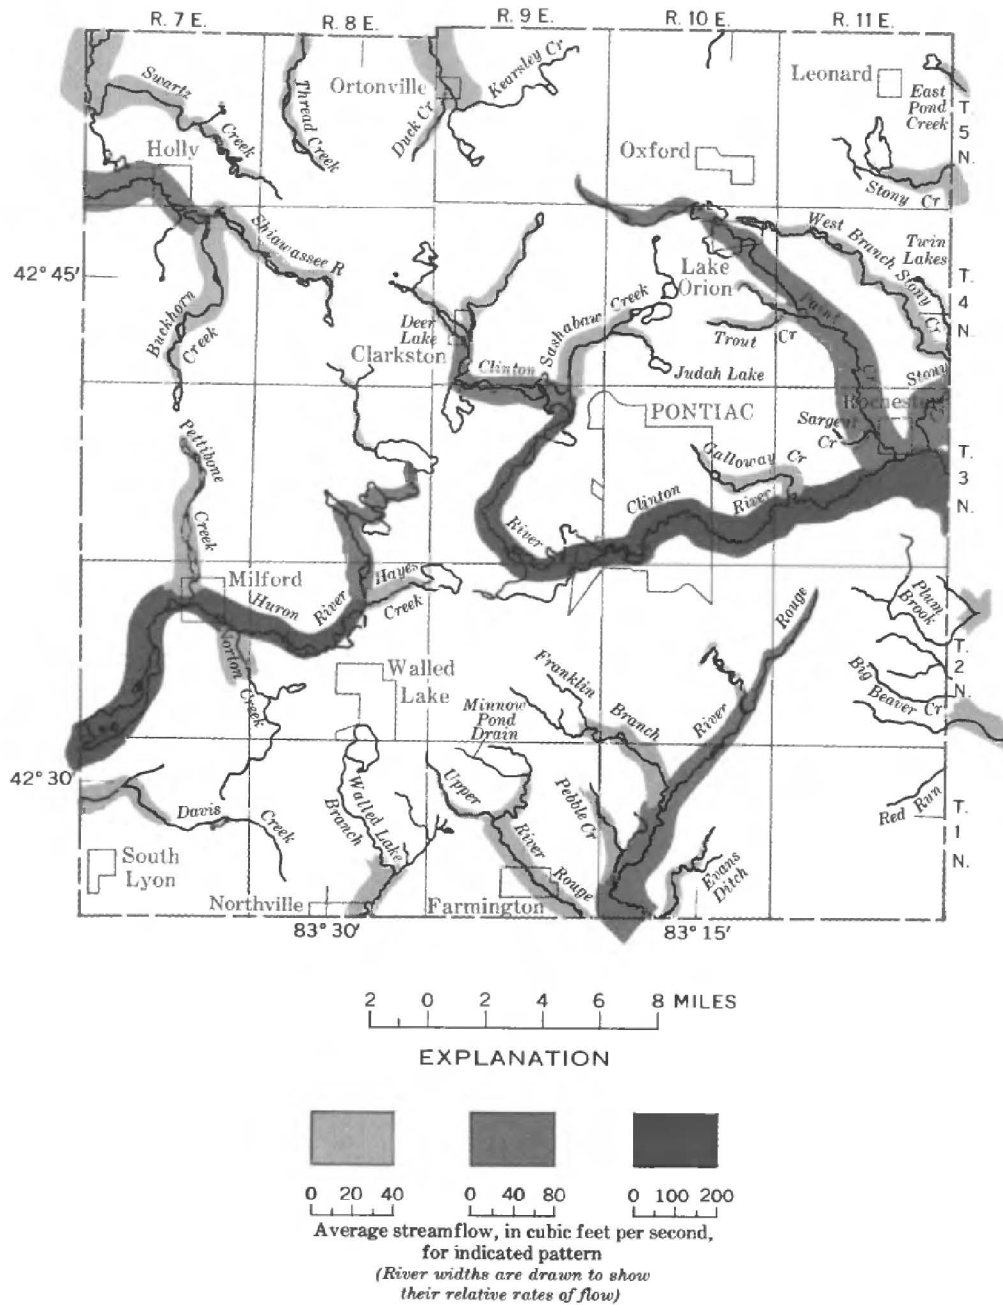 R. 7 E.
R. 8 E.
R. 9 E.
R. 10 E.
R. 11 E.
Swartz
Creek
Thread Creek
Ortonville
Duck Cr
Kearsley Cr
Leonard
East
Pond
Creek
T.
5
N.
Holly
Oxford
Stony Cr
Shiawassee R
42° 45'
Buckhorn
Creek
West Branch Stony
Cr
Twin
Lakes
T.
4
N.
Lake
Orion
Paint
Cr
Trout Cr
Deer
Lake
Clarkston
Sashabaw Creek
Clinton
Judah Lake
Stony
PONTIAC
Rochester
Sargent
Cr
Pettibone
Creek
Galloway Cr
Clinton
River
River
T.
3
N.
Milford
Huron
River
Hayes
Creek
Norton
Creek
Rouge
River
Plum
Brook
T.
2
N.
Walled
Lake
Franklin
Branch
Minnow
Pond
Drain
Big
Beaver Cr
42° 30'
Davis
Creek
Walled Lake
Branch
Upper
River
Rouge
Pebble Cr
Red Run
T.
1
N.
South
Lyon
Evans
Ditch
Northville
Farmington
83° 30'
83° 15'
2 0 2 4 6 8 MILES
EXPLANATION
0 20 40
0 40 80
0 100 200
Average streamflow, in cubic feet per second,
for indicated pattern
(River widths are drawn to show
their relative rates of flow)